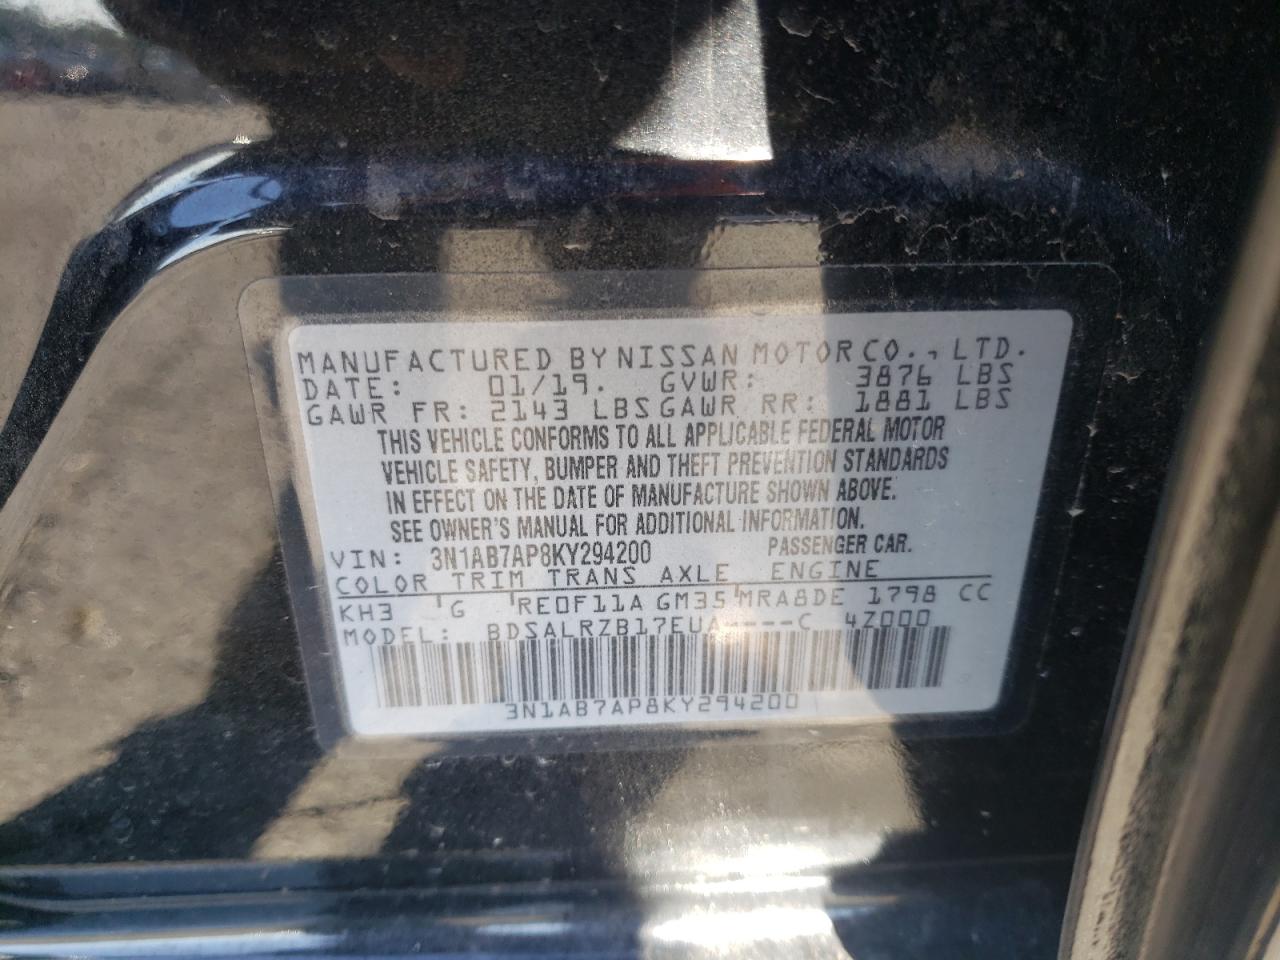 MANUFACTURED BY NISSAN MOTOR CO., LTD.
DATE: 01/19. GVWR: 3876 LBS
GAWR FR: 2143 LBS GAWR RR: 1881 LBS
THIS VEHICLE CONFORMS TO ALL APPLICABLE FEDERAL MOTOR
VEHICLE SAFETY, BUMPER AND THEFT PREVENTION STANDARDS
IN EFFECT ON THE DATE OF MANUFACTURE SHOWN ABOVE.
SEE OWNER'S MANUAL FOR ADDITIONAL INFORMATION.
VIN: 3N1AB7AP8KY294200 PASSENGER CAR.
COLOR TRIM TRANS AXLE ENGINE
KH3 G RE0F11A GM35 MRA8DE 1798 CC
MODEL: BDSALRZB17EUA----C 4Z000
3N1AB7AP8KY294200